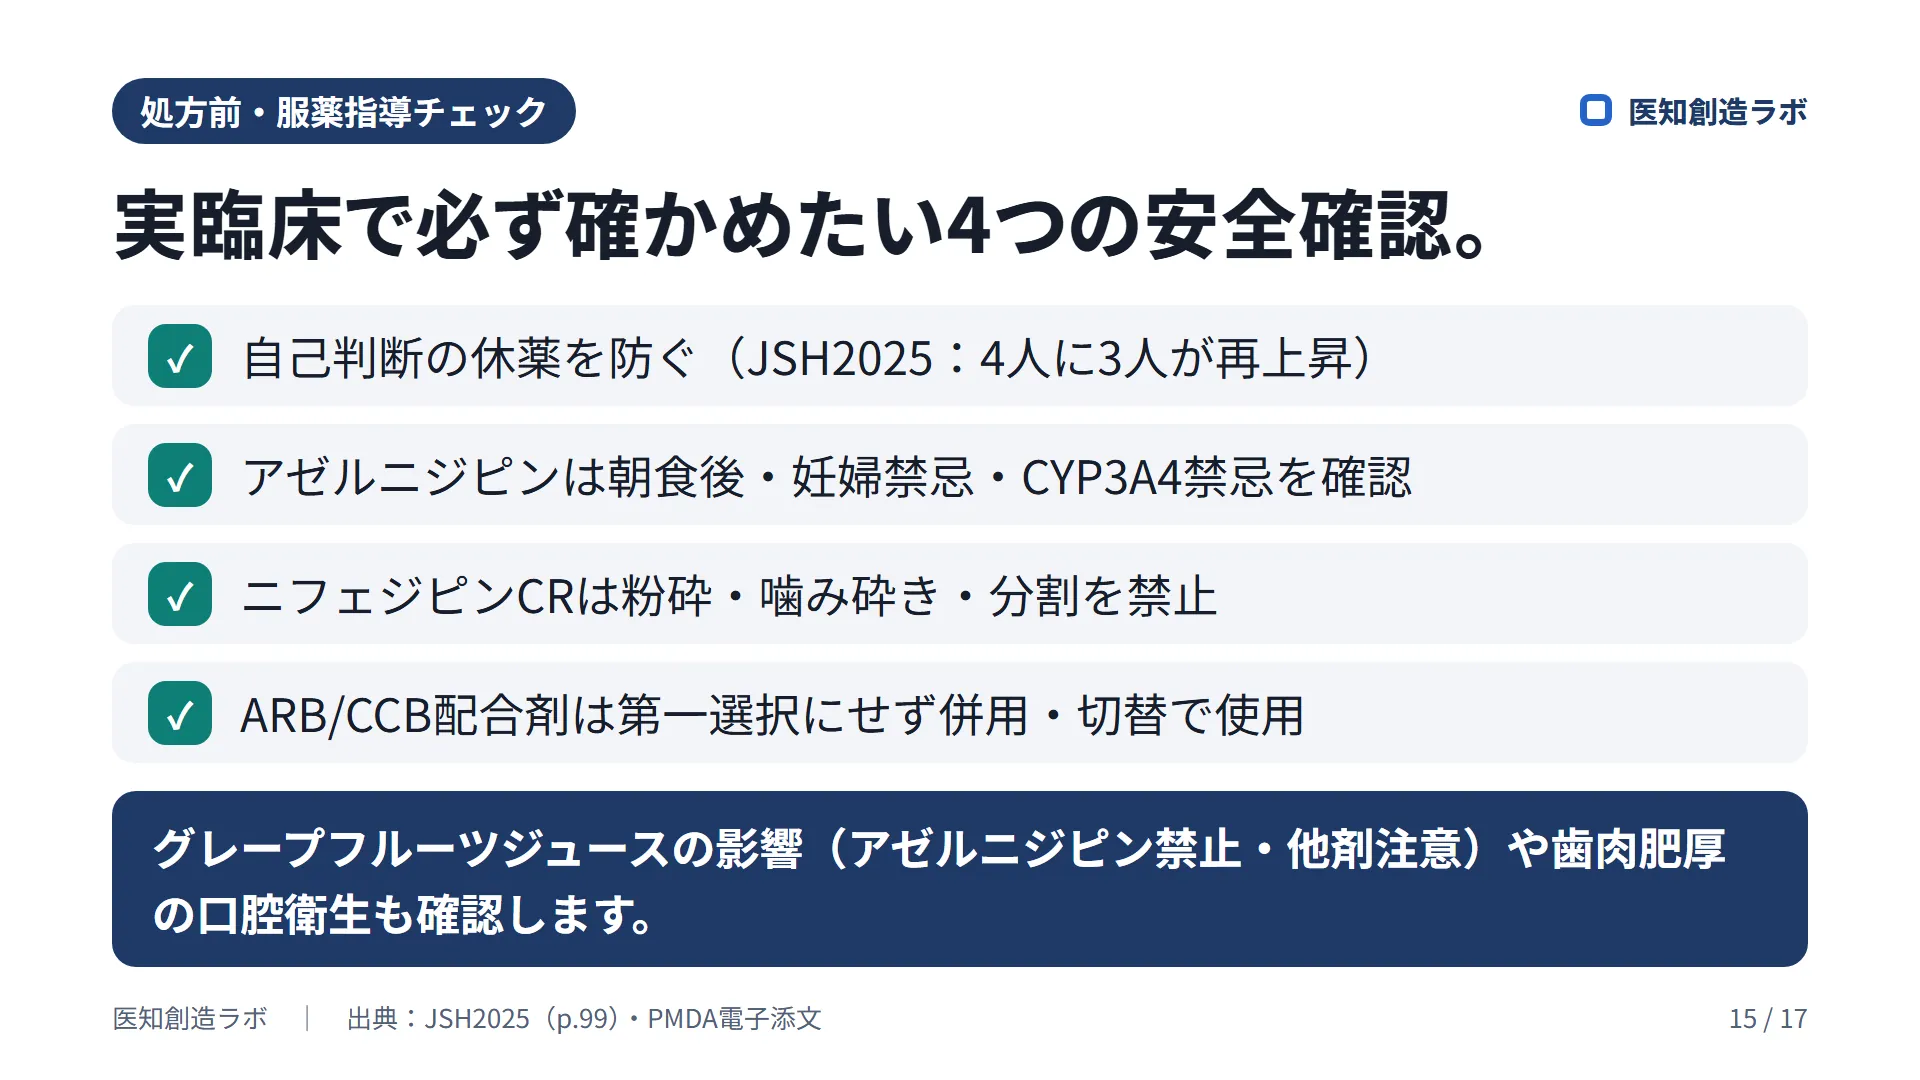 処方前・服薬指導チェック
医知創造ラボ
実臨床で必ず確かめたい4つの安全確認。
✓ 自己判断の休薬を防ぐ（JSH2025：4人に3人が再上昇）
✓ アゼルニジピンは朝食後・妊婦禁忌・CYP3A4禁忌を確認
✓ ニフェジピンCRは粉砕・噛み砕き・分割を禁止
✓ ARB/CCB配合剤は第一選択にせず併用・切替で使用
グレープフルーツジュースの影響（アゼルニジピン禁止・他剤注意）や歯肉肥厚
の口腔衛生も確認します。
医知創造ラボ ｜ 出典：JSH2025（p.99）・PMDA電子添文
15 / 17